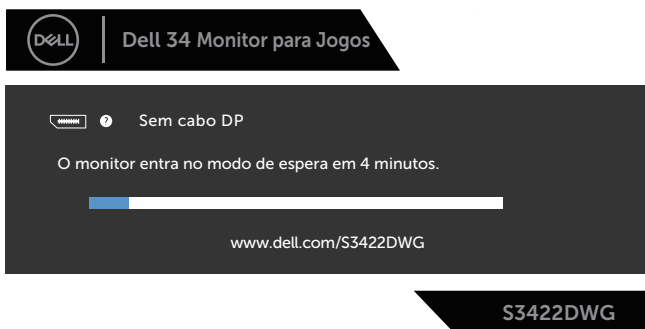 DELL
Dell 34 Monitor para Jogos
? Sem cabo DP
O monitor entra no modo de espera em 4 minutos.
www.dell.com/S3422DWG
S3422DWG